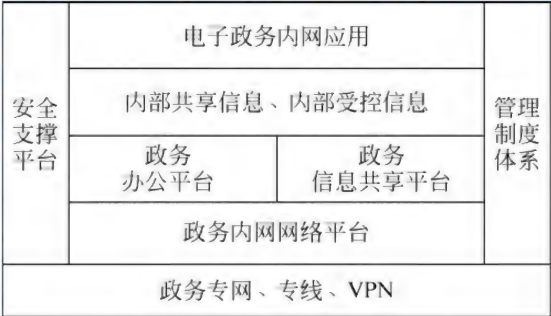 电子政务内网应用
内部共享信息、内部受控信息
安全
支撑
平台
管理
制度
体系
政务
办公平台
政务
信息共享平台
政务内网网络平台
政务专网、专线、VPN